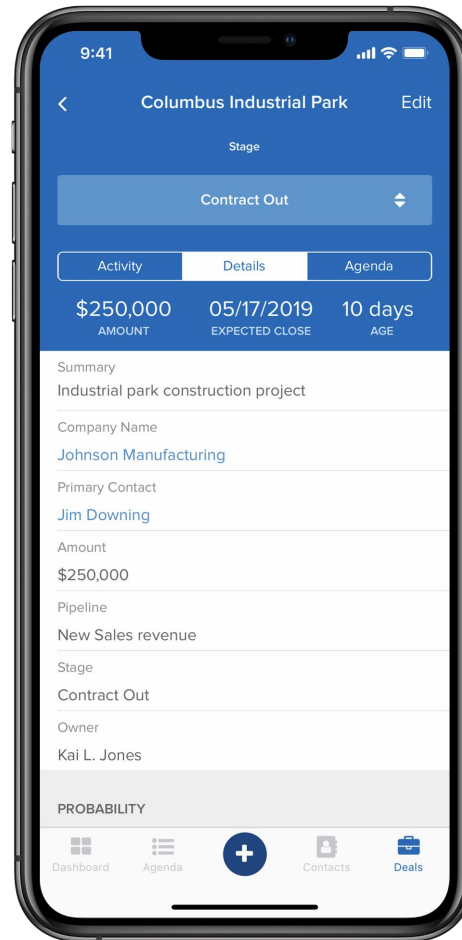 9:41
Columbus Industrial Park
Edit
Stage
Contract Out
Activity
Details
Agenda
$250,000
05/17/2019
10 days
AMOUNT
EXPECTED CLOSE
AGE
Summary
Industrial park construction project
Company Name
Johnson Manufacturing
Primary Contact
Jim Downing
Amount
$250,000
Pipeline
New Sales revenue
Stage
Contract Out
Owner
Kai L. Jones
PROBABILITY
Dashboard
Agenda
Contacts
Deals